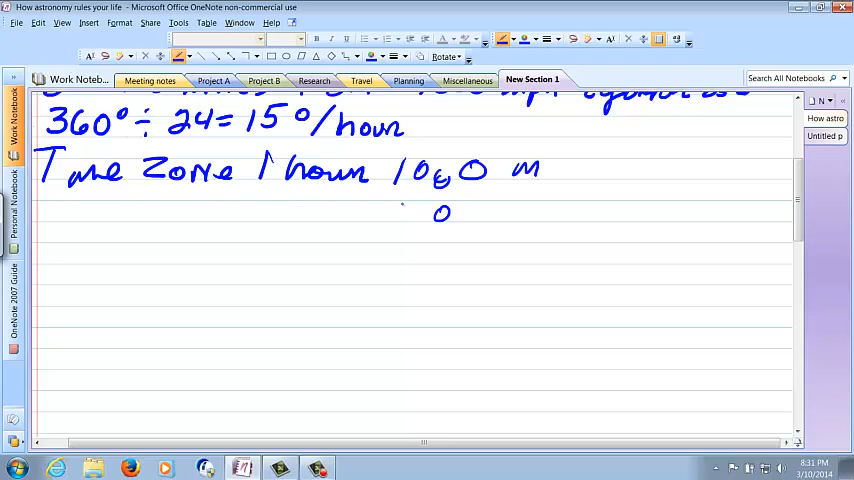 How astronomy rules your life - Microsoft Office OneNote non-commercial use
File Edit View Insert Format Tools Table Window Help
Rotate
Work Noteb... Meeting notes Project A Project B Research Travel Planning Miscellaneous New Section 1 Search All Notebooks
Work Notebook
Personal Notebook
OneNote 2007 Guide
N
How astro
Untitled p
360° ÷ 24 = 15°/hour
Time Zone 1 hour 1000 m
0
8:31 PM
3/10/2014